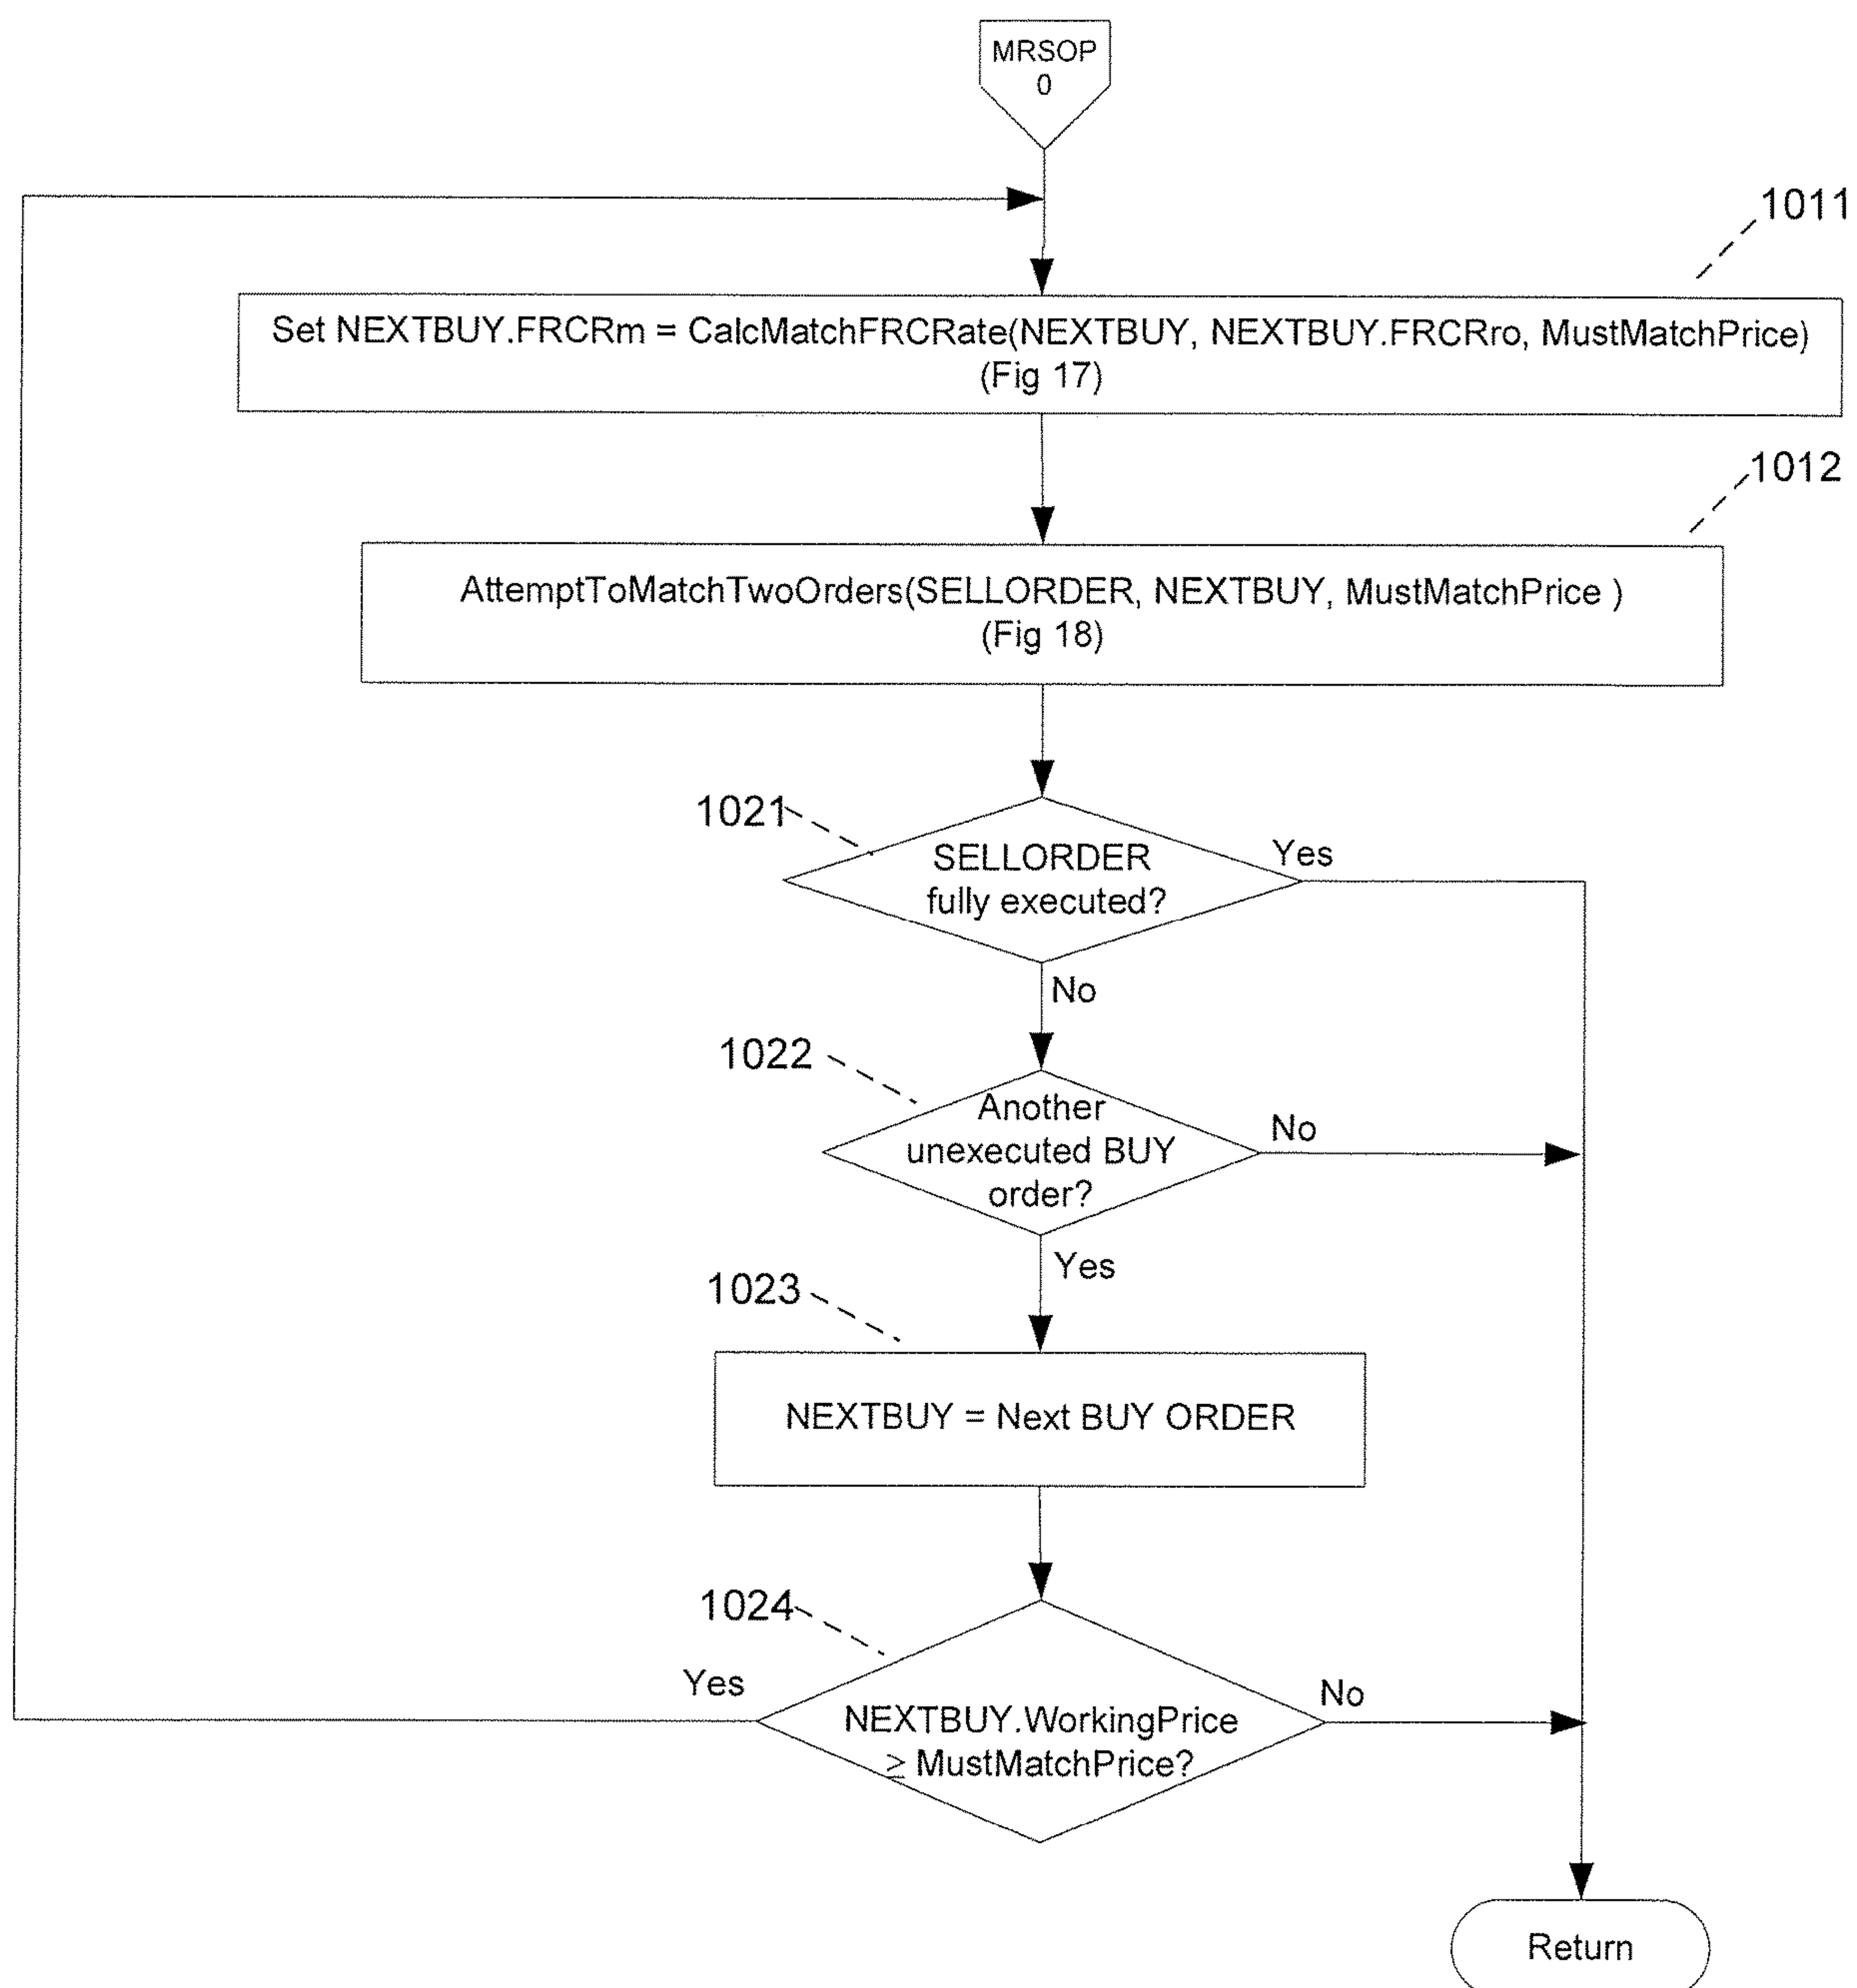 MRSOP
0
1011
Set NEXTBUY.FRCRm = CalcMatchFRCRate(NEXTBUY, NEXTBUY.FRCRro, MustMatchPrice)
(Fig 17)
1012
AttemptToMatchTwoOrders(SELLORDER, NEXTBUY, MustMatchPrice )
(Fig 18)
1021
SELLORDER
fully executed?
Yes
No
1022
Another
unexecuted BUY
order?
No
Yes
1023
NEXTBUY = Next BUY ORDER
1024
Yes
NEXTBUY.WorkingPrice
≥ MustMatchPrice?
No
Return